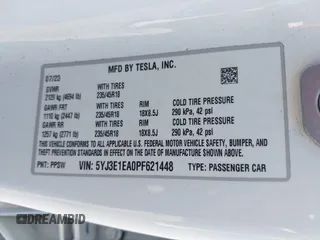 MFD BY TESLA, INC.
07/23
GVWR WITH TIRES
2129 kg (4694 lb) 235/45R18
GAWR FRT WITH TIRES RIM COLD TIRE PRESSURE
1110 kg (2447 lb) 235/45R18 18X8.5J 290 kPa, 42 psi
GAWR RR WITH TIRES RIM COLD TIRE PRESSURE
1257 kg (2771 lb) 235/45R18 18X8.5J 290 kPa, 42 psi
THIS VEHICLE CONFORMS TO ALL APPLICABLE U.S.
FEDERAL MOTOR VEHICLE SAFETY, BUMPER, AND
THEFT PREVENTION STANDARDS IN EFFECT ON THE
DATE OF MANUFACTURE SHOWN ABOVE.
PNT: PPSW VIN: 5YJ3E1EA0PF621448 TYPE: PASSENGER CAR
DREAMBID